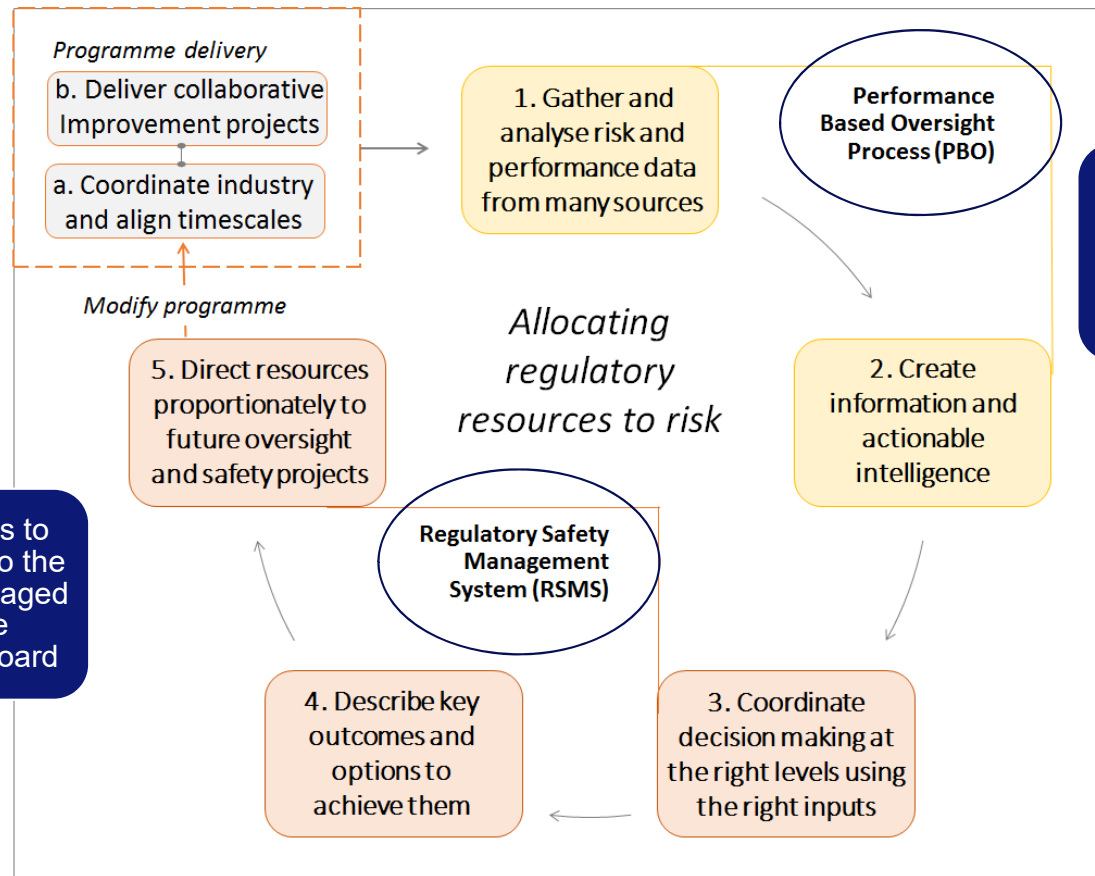 Programme delivery
b. Deliver collaborative
Improvement projects
a. Coordinate industry
and align timescales
Modify programme
1. Gather and
analyse risk and
performance data
from many sources
Performance
Based Oversight
Process (PBO)
Allocating
regulatory
resources to risk
2. Create
information and
actionable
intelligence
5. Direct resources
proportionately to
future oversight
and safety projects
Regulatory Safety
Management
System (RSMS)
s to
o the
aged
e
oard
4. Describe key
outcomes and
options to
achieve them
3. Coordinate
decision making at
the right levels using
the right inputs